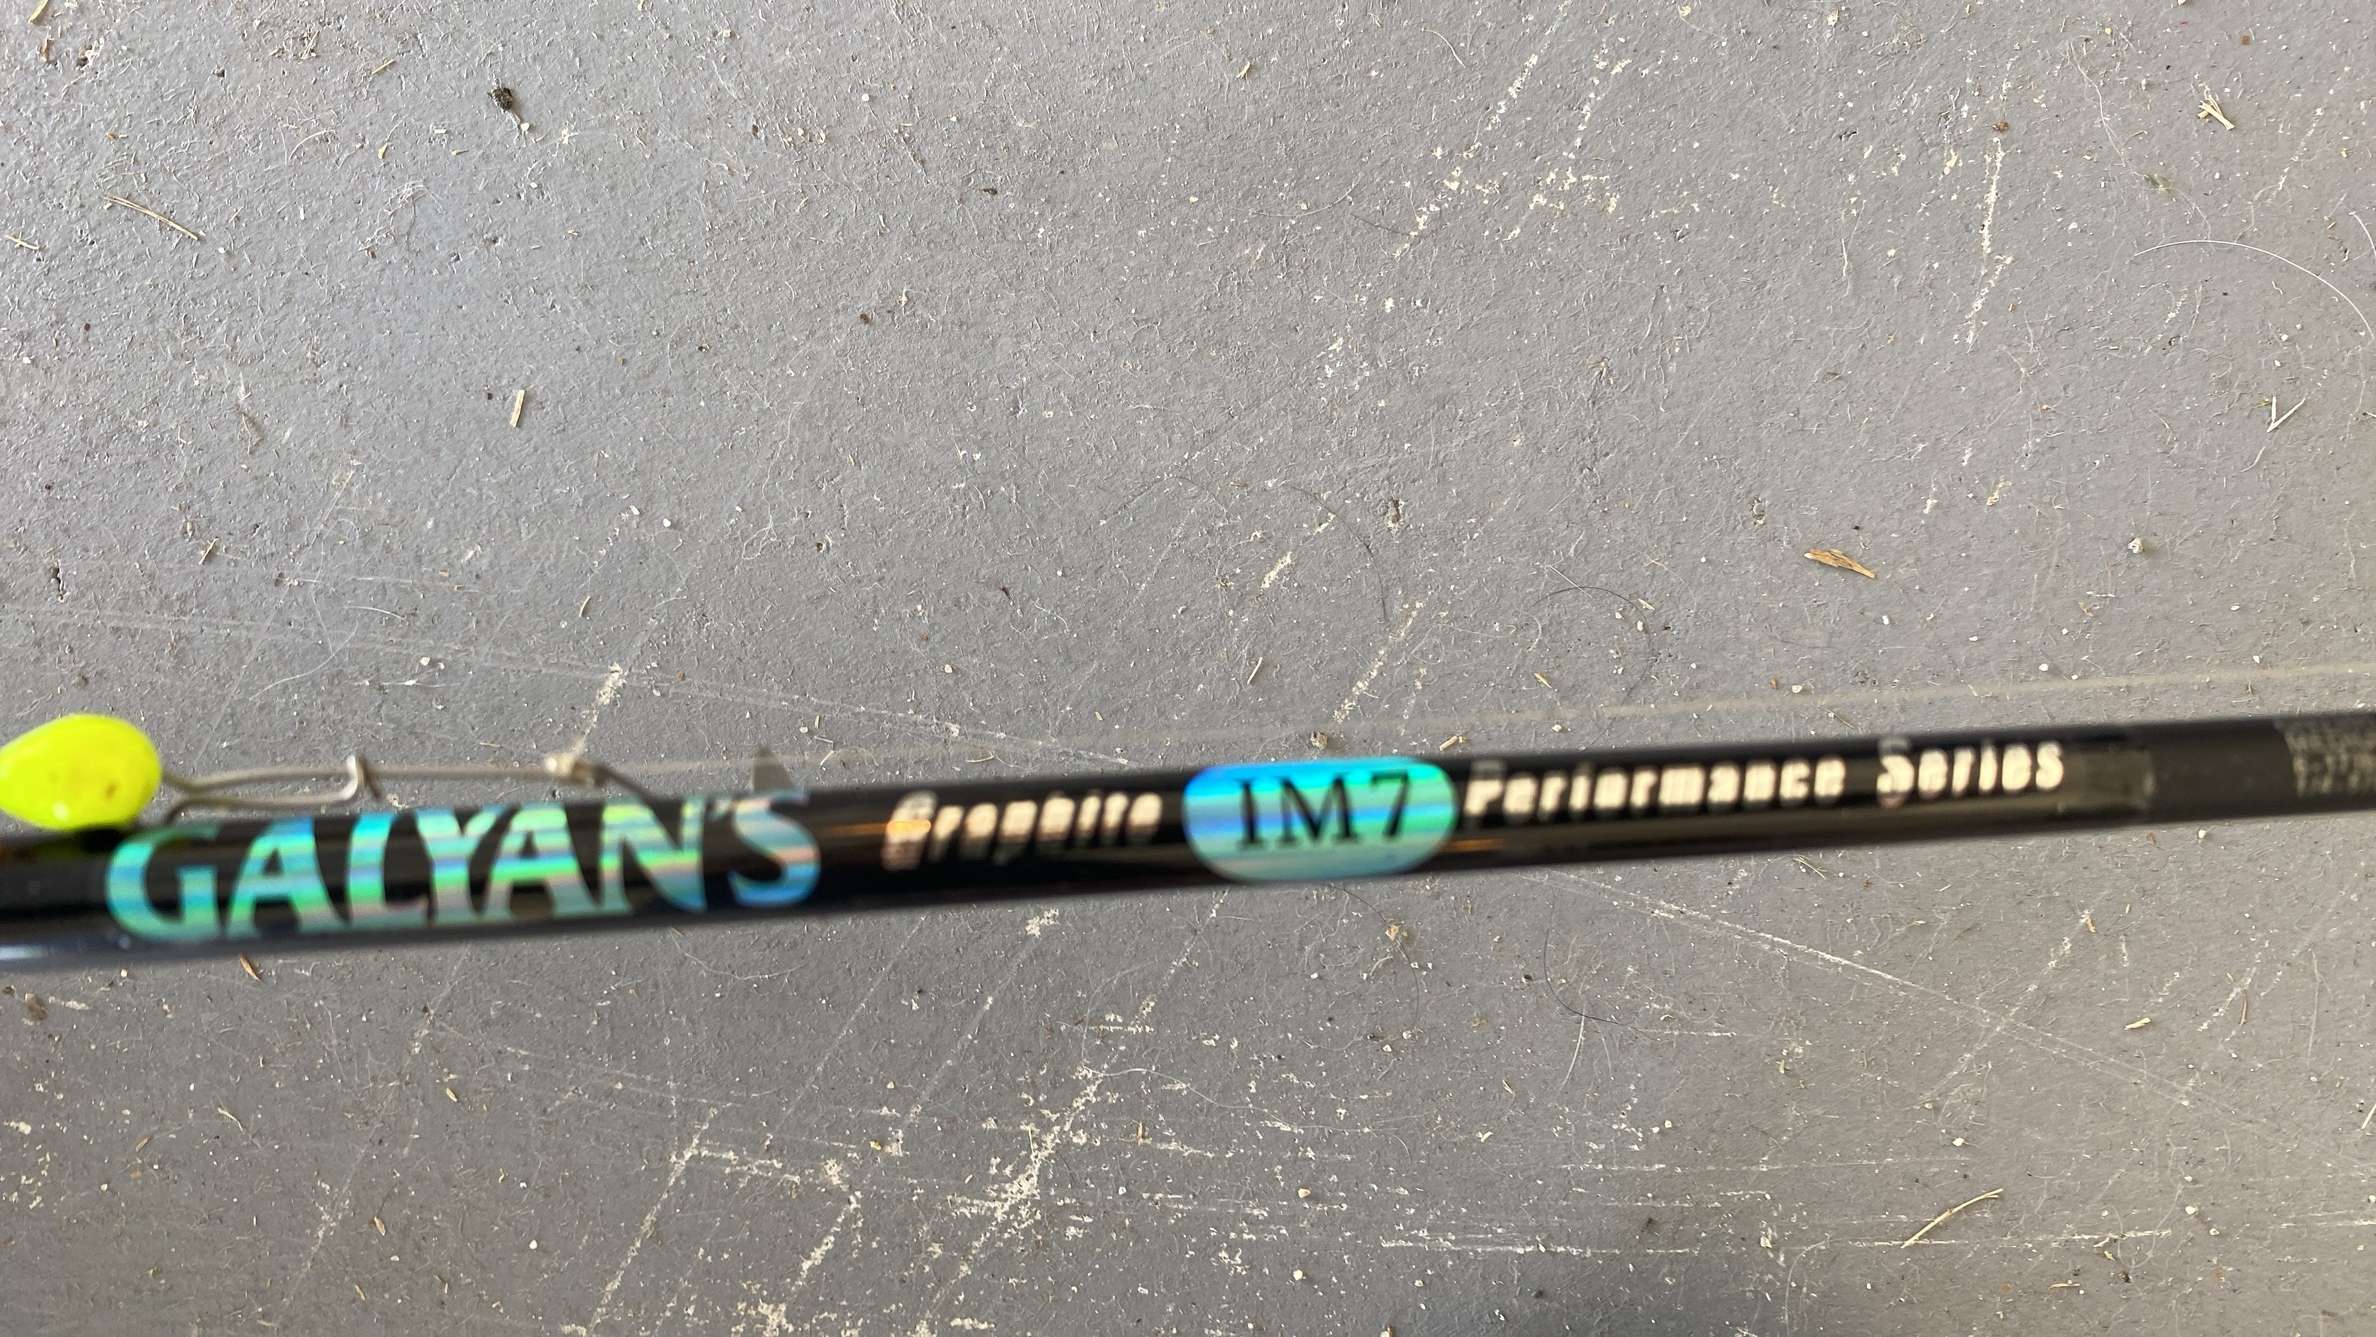 GALYAN'S Graphite IM7 Performance Series